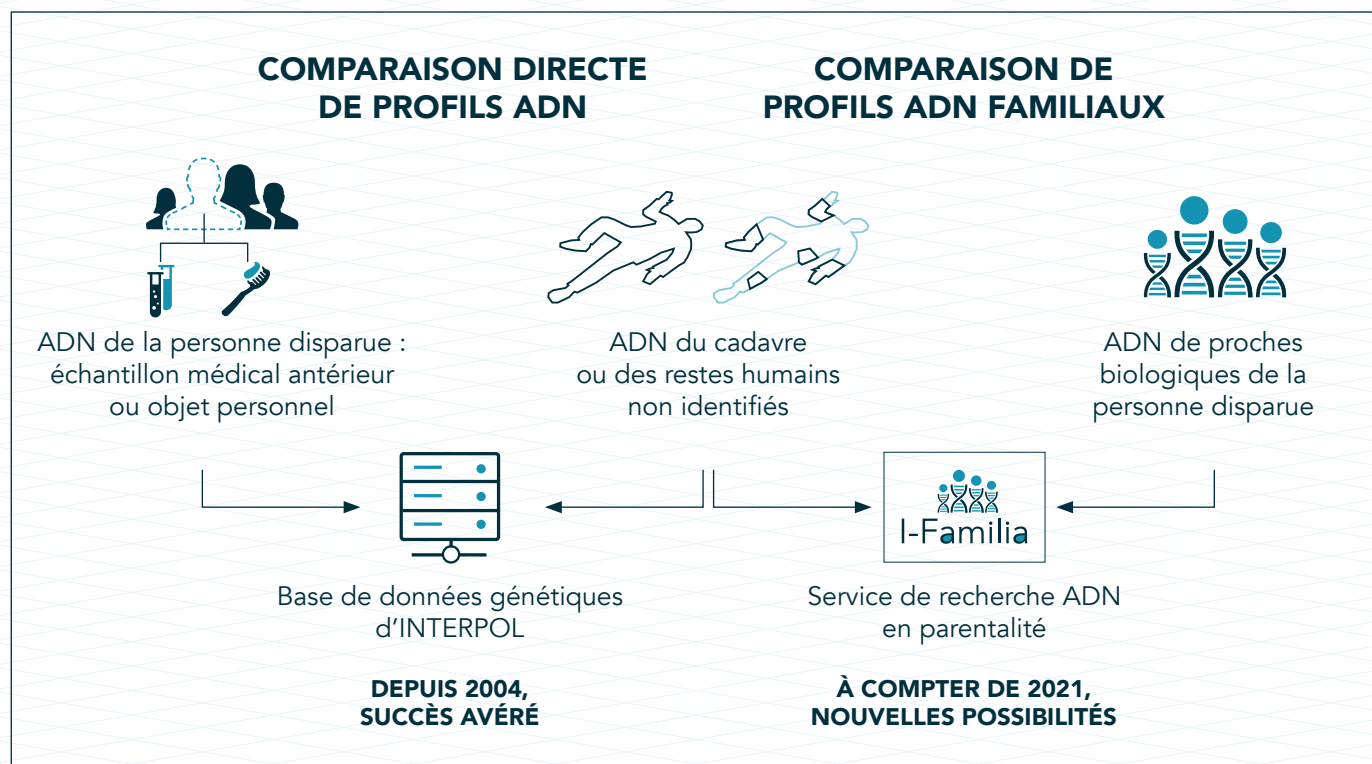 COMPARAISON DIRECTE
DE PROFILS ADN
COMPARAISON DE
PROFILS ADN FAMILIAUX
ADN de la personne disparue :
échantillon médical antérieur
ou objet personnel
ADN du cadavre
ou des restes humains
non identifiés
ADN de proches
biologiques de la
personne disparue
I-Familia
Base de données génétiques
d'INTERPOL
Service de recherche ADN
en parentalité
DEPUIS 2004,
SUCCÈS AVÉRÉ
À COMPTER DE 2021,
NOUVELLES POSSIBILITÉS